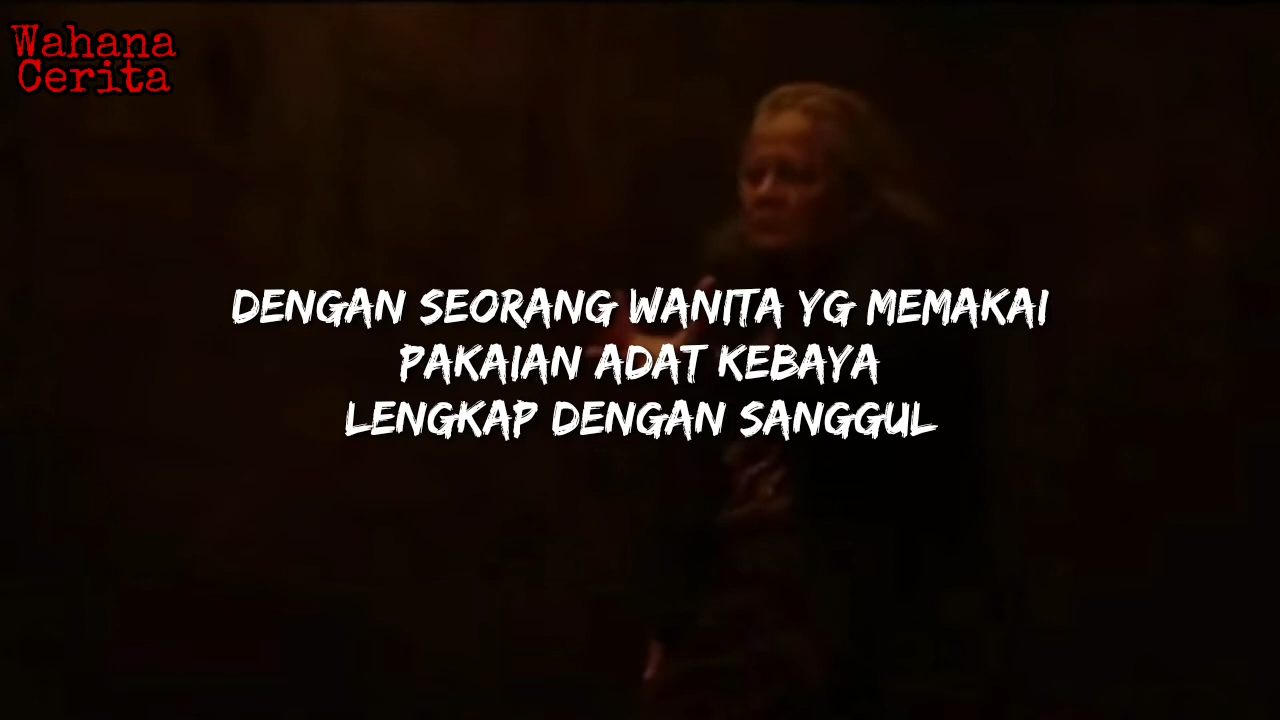 Wahana
Cerita
DENGAN SEORANG WANITA YG MEMAKAI
PAKAIAN ADAT KEBAYA
LENGKAP DENGAN SANGGUL